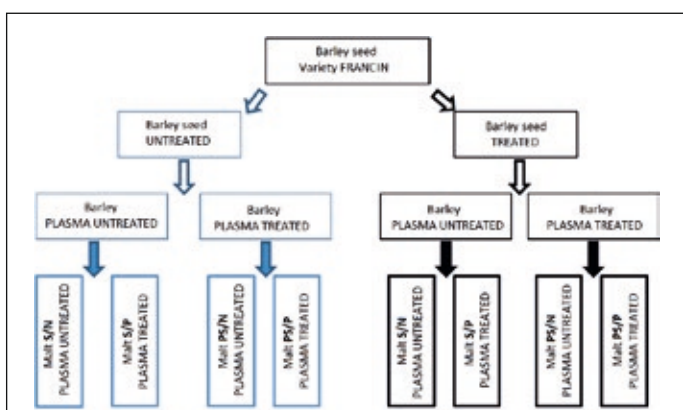 Barley seed
Variety FRANCIN
Barley seed
UNTREATED
Barley seed
TREATED
Barley
PLASMA UNTREATED
Barley
PLASMA TREATED
Barley
PLASMA UNTREATED
Barley
PLASMA TREATED
Malt S/N
PLASMA UNTREATED
Malt S/P
PLASMA TREATED
Malt PS/N
PLASMA UNTREATED
Malt PS/P
PLASMA TREATED
Malt S/N
PLASMA UNTREATED
Malt S/P
PLASMA TREATED
Malt PS/N
PLASMA UNTREATED
Malt PS/P
PLASMA TREATED